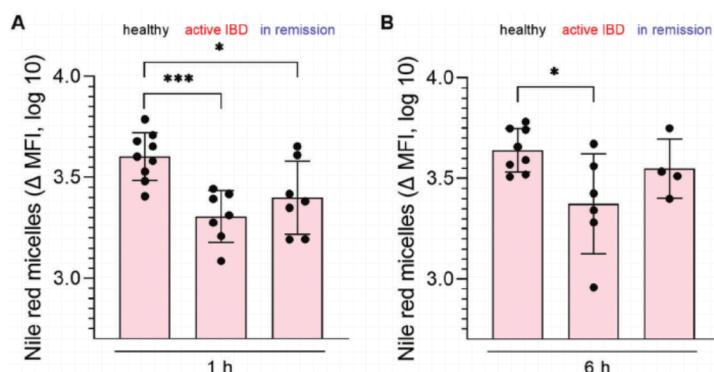 A
healthy active IBD in remission
*
***
4.0
3.5
3.0
Nile red micelles (Δ MFI, log 10)
1 h
B
healthy active IBD in remission
*
4.0
3.5
3.0
Nile red micelles (Δ MFI, log 10)
6 h